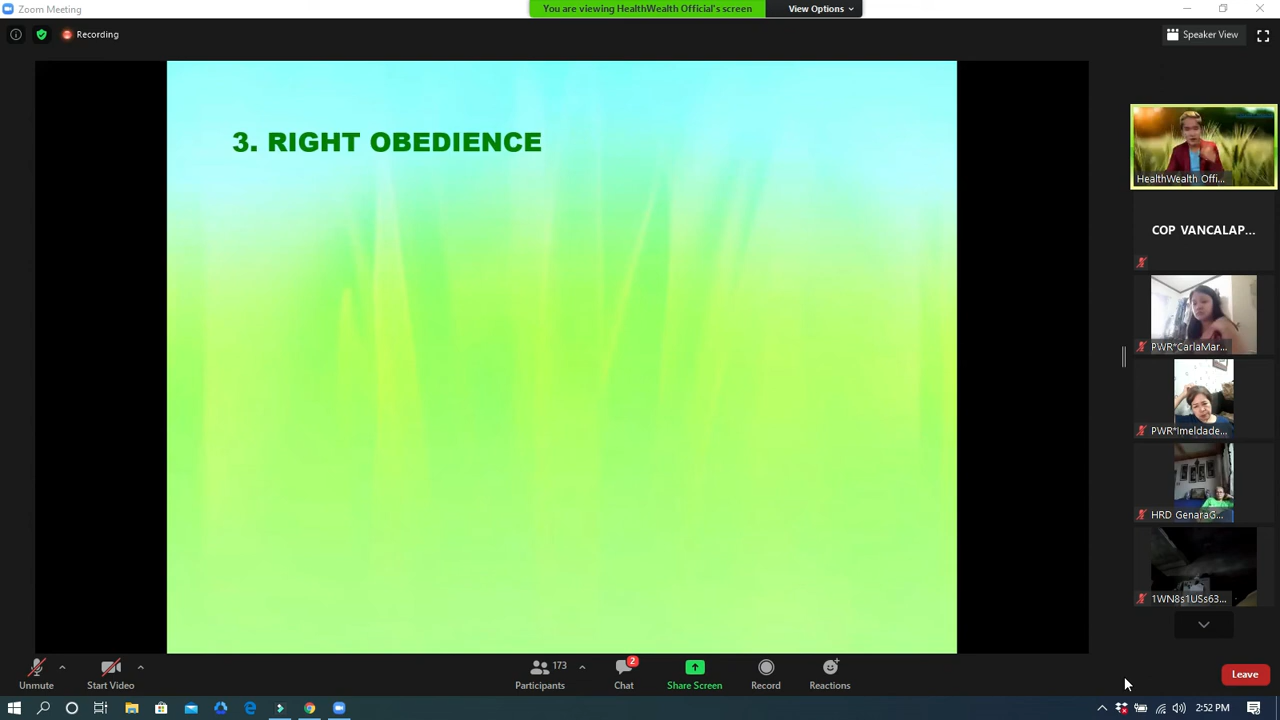 Zoom Meeting
You are viewing HealthWealth Official's screen
View Options
Recording
Speaker View
3. RIGHT OBEDIENCE
HealthWealth Offi...
COP VANCALAP...
PWR*CarlaMar...
PWR*Imeldade...
HRD GenaraG...
1WN8s1USs63...
Unmute
Start Video
173
Participants
2
Chat
Share Screen
Record
Reactions
Leave
2:52 PM